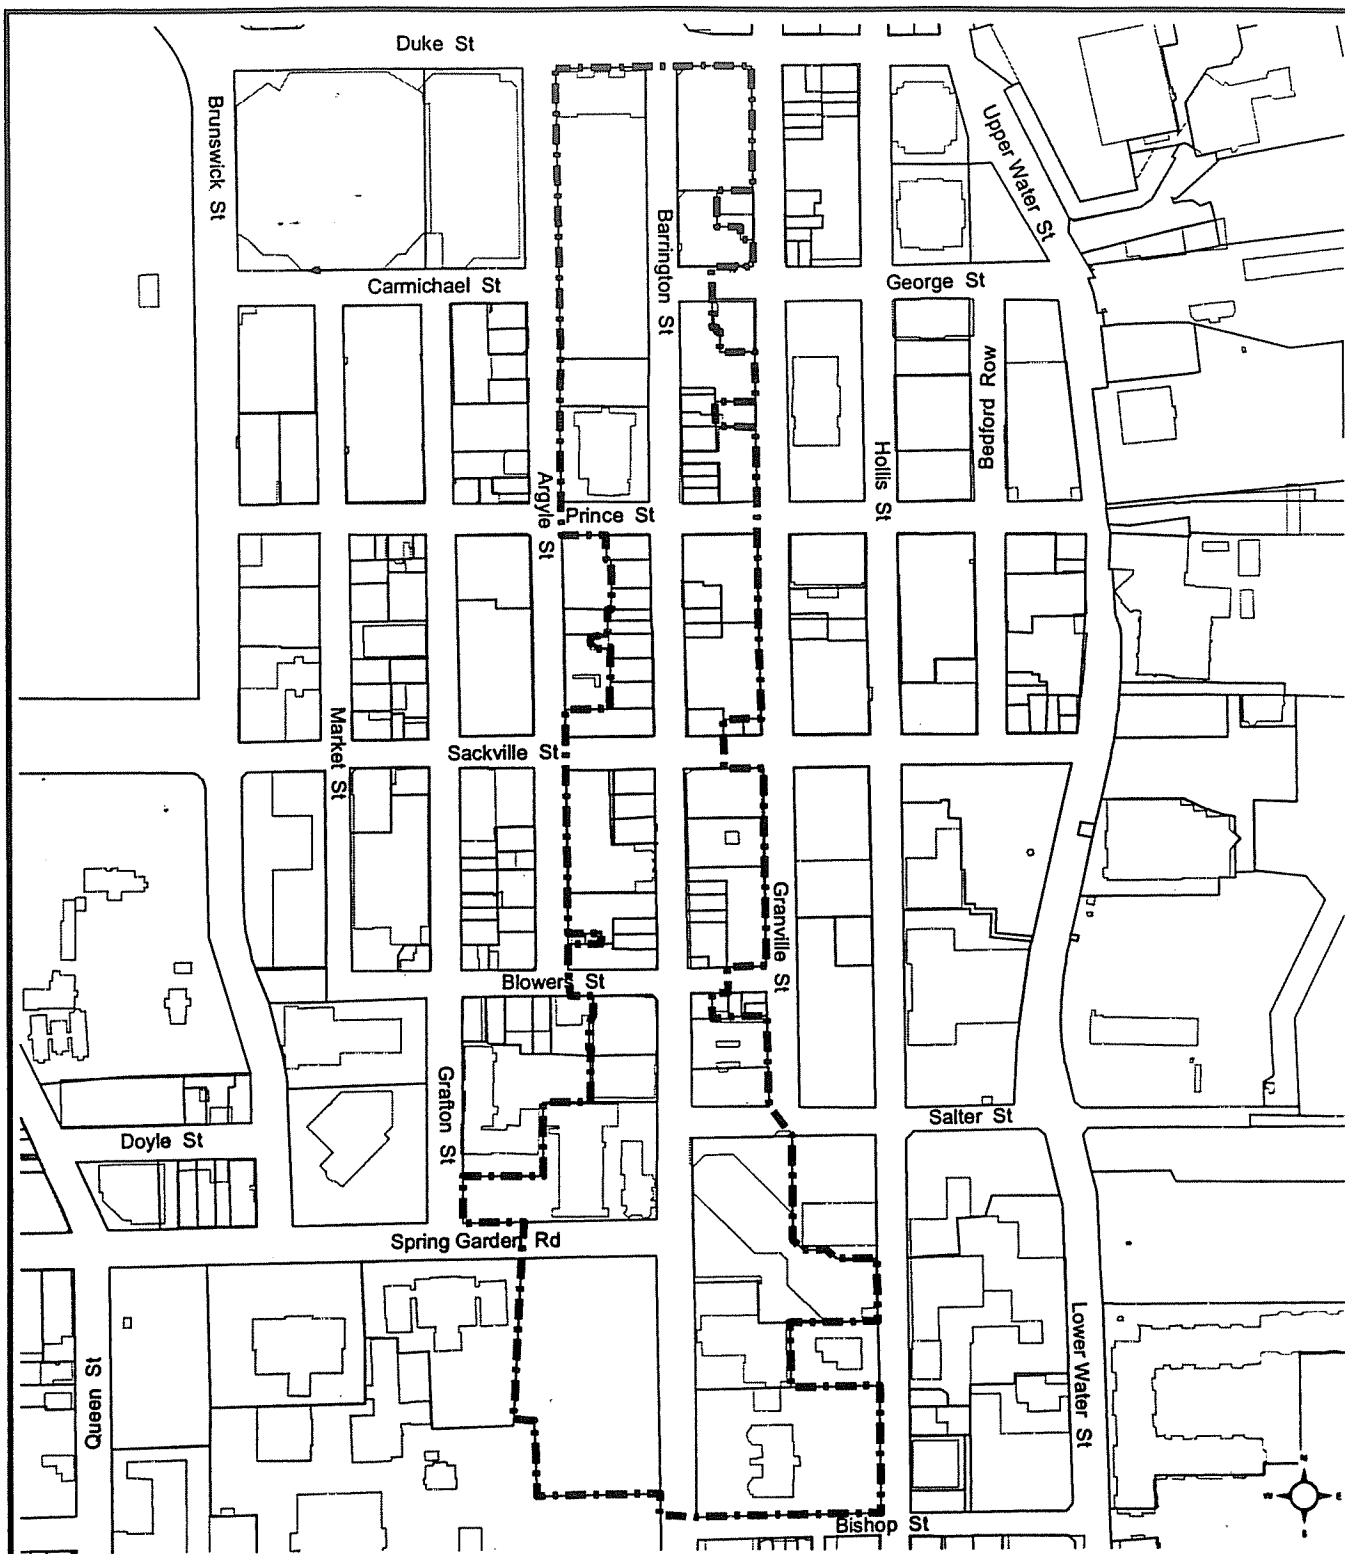 Duke St
Brunswick St
Upper Water St
Barrington St
Carmichael St
George St
Bedford Row
Hollis St
Argyle St
Prince St
Market St
Sackville St
Granville St
Blowers St
Grafton St
Salter St
Doyle St
Spring Garden Rd
Lower Water St
Queen St
Bishop St
N
W
E
S